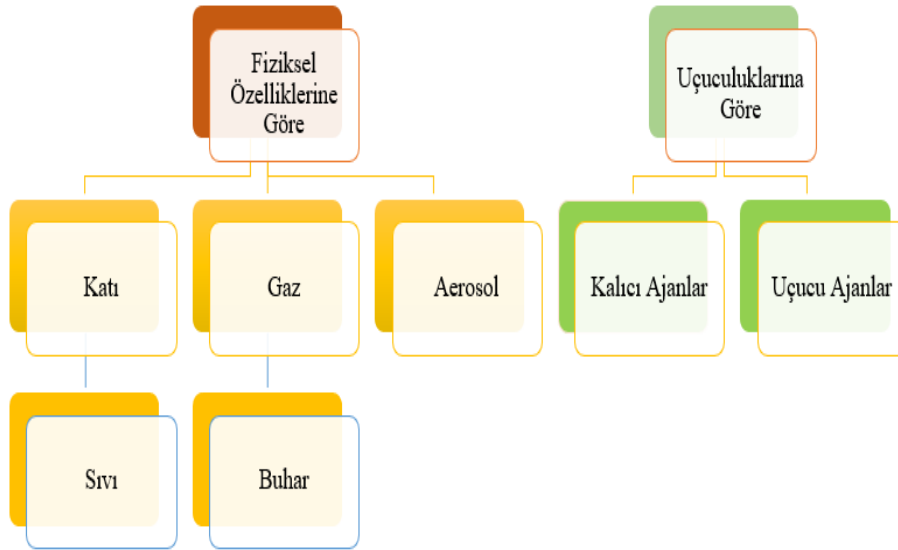 Fiziksel
Özelliklerine
Göre
Uçuculuklarına
Göre
Katı
Gaz
Aerosol
Kalıcı Ajanlar
Uçucu Ajanlar
Sıvı
Buhar